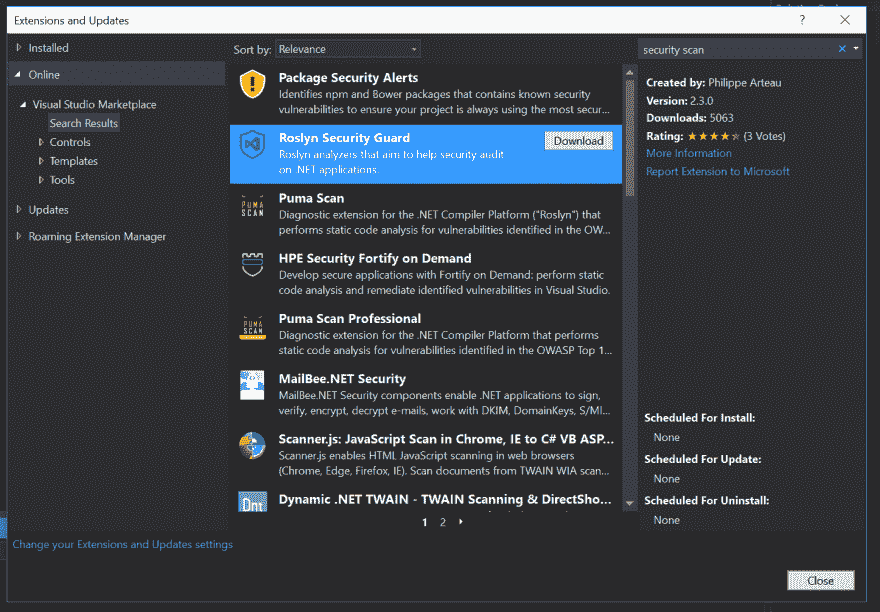 Extensions and Updates
?
Installed
Online
Visual Studio Marketplace
Search Results
Controls
Templates
Tools
Updates
Roaming Extension Manager
Change your Extensions and Updates settings
Sort by: Relevance
Package Security Alerts
Identifies npm and Bower packages that contains known security
vulnerabilities to ensure your project is always using the most secur...
Roslyn Security Guard
Download
Roslyn analyzers that aim to help security audit
on .NET applications.
PUMA
SCAN
Puma Scan
Diagnostic extension for the .NET Compiler Platform ("Roslyn") that
performs static code analysis for vulnerabilities identified in the OW...
HPE Security Fortify on Demand
Develop secure applications with Fortify on Demand: perform static
code analysis and remediate identified vulnerabilities in Visual Studio.
PUMA
SCAN
Puma Scan Professional
Diagnostic extension for the .NET Compiler Platform that performs
static code analysis for vulnerabilities identified in the OWASP Top 1...
MailBee.NET Security
MailBee.NET Security components enable .NET applications to sign,
verify, encrypt, decrypt e-mails, work with DKIM, DomainKeys, S/MI...
Scanner.js: JavaScript Scan in Chrome, IE to C# VB ASP...
Scanner.js enables HTML JavaScript scanning in web browsers
(Chrome, Edge, Firefox, IE). Scan documents from TWAIN WIA scan...
Dnt
Dynamic .NET TWAIN - TWAIN Scanning & DirectSho...
1 2
security scan
Created by: Philippe Arteau
Version: 2.3.0
Downloads: 5063
Rating: (3 Votes)
More Information
Report Extension to Microsoft
Scheduled For Install:
None
Scheduled For Update:
None
Scheduled For Uninstall:
None
Close